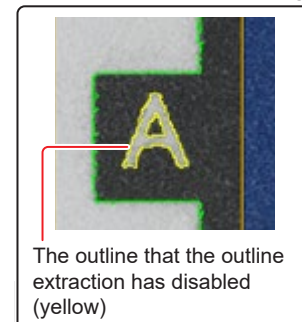 A
The outline that the outline
extraction has disabled
(yellow)